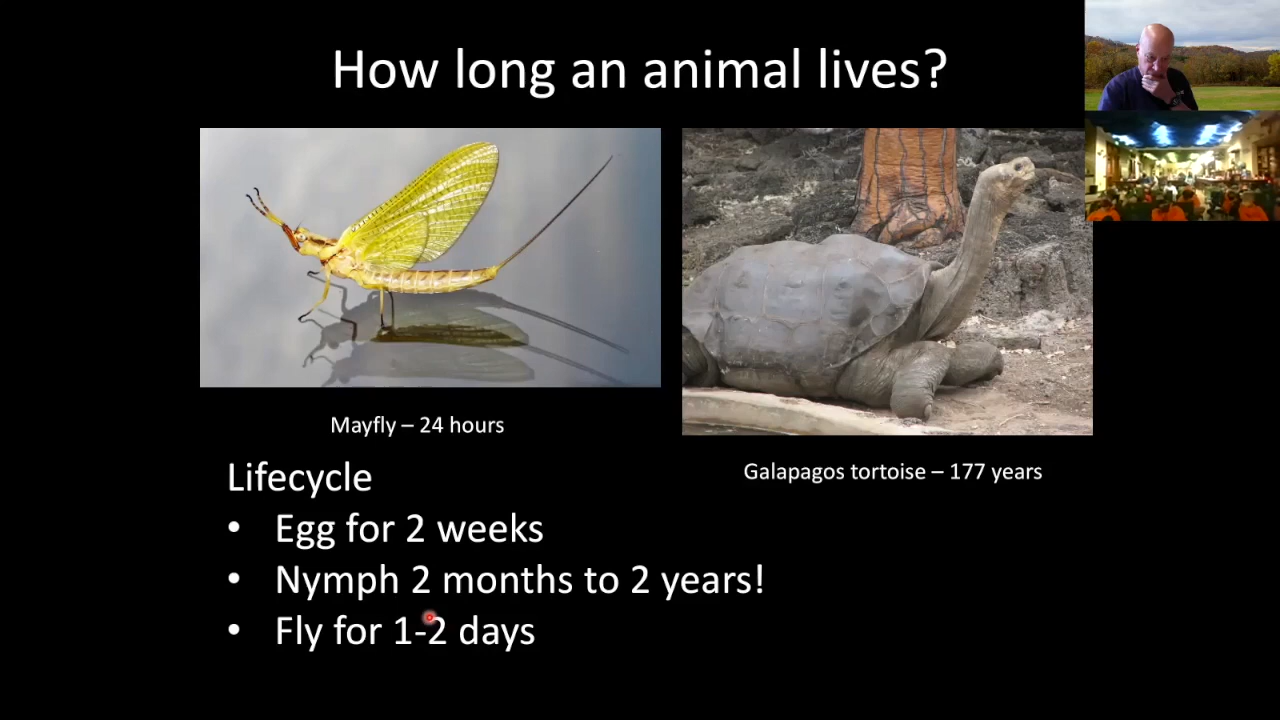 How long an animal lives?
Mayfly – 24 hours
Galapagos tortoise – 177 years
Lifecycle
• Egg for 2 weeks
• Nymph 2 months to 2 years!
• Fly for 1-2 days